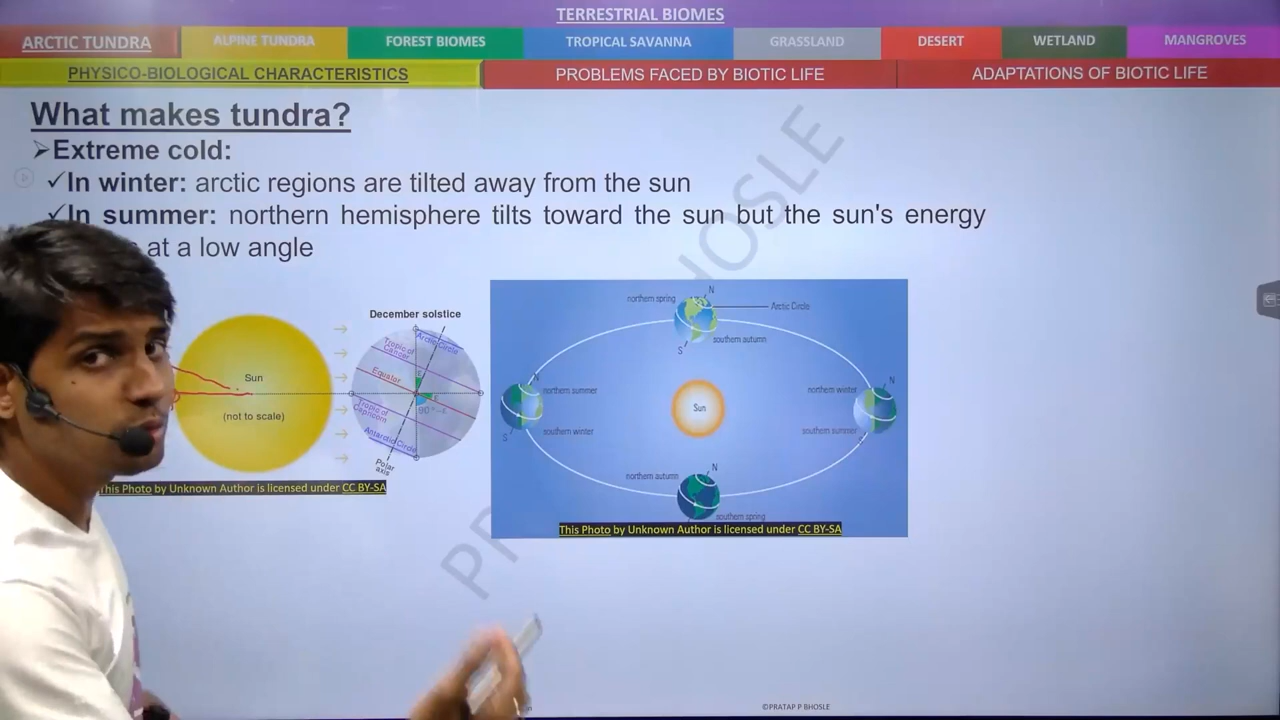 TERRESTRIAL BIOMES
ARCTIC TUNDRA
ALPINE TUNDRA
FOREST BIOMES
TROPICAL SAVANNA
GRASSLAND
DESERT
WETLAND
MANGROVES
PHYSICO-BIOLOGICAL CHARACTERISTICS
PROBLEMS FACED BY BIOTIC LIFE
ADAPTATIONS OF BIOTIC LIFE
What makes tundra?
➢Extreme cold:
✓In winter: arctic regions are tilted away from the sun
✓In summer: northern hemisphere tilts toward the sun but the sun's energy
at a low angle
December solstice
Sun
(not to scale)
Arctic Circle
Tropic of
Cancer
Equator
90°-ε
Tropic of
Capricorn
Antarctic Circle
Polar
axis
This Photo by Unknown Author is licensed under CC BY-SA
northern spring
N
Arctic Circle
S
southern autumn
N
northern summer
S
southern winter
Sun
northern winter
N
southern summer
S
northern autumn
N
southern spring
This Photo by Unknown Author is licensed under CC BY-SA
HOSLE
©PRATAP P BHOSLE